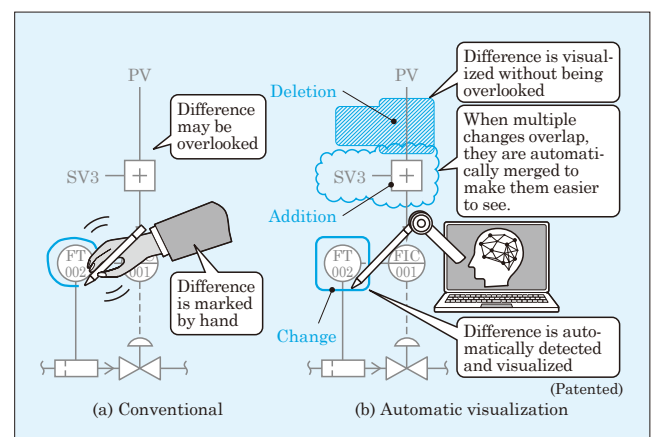 PV
Difference
may be
overlooked
SV3
+
FT
002
001
Difference
is marked
by hand
(a) Conventional
PV
Deletion
Difference is visual-
ized without being
overlooked
When multiple
changes overlap,
they are automati-
cally merged to
make them easier
to see.
SV3
+
Addition
FT
002
FIC
001
Change
Difference is auto-
matically detected
and visualized
(Patented)
(b) Automatic visualization